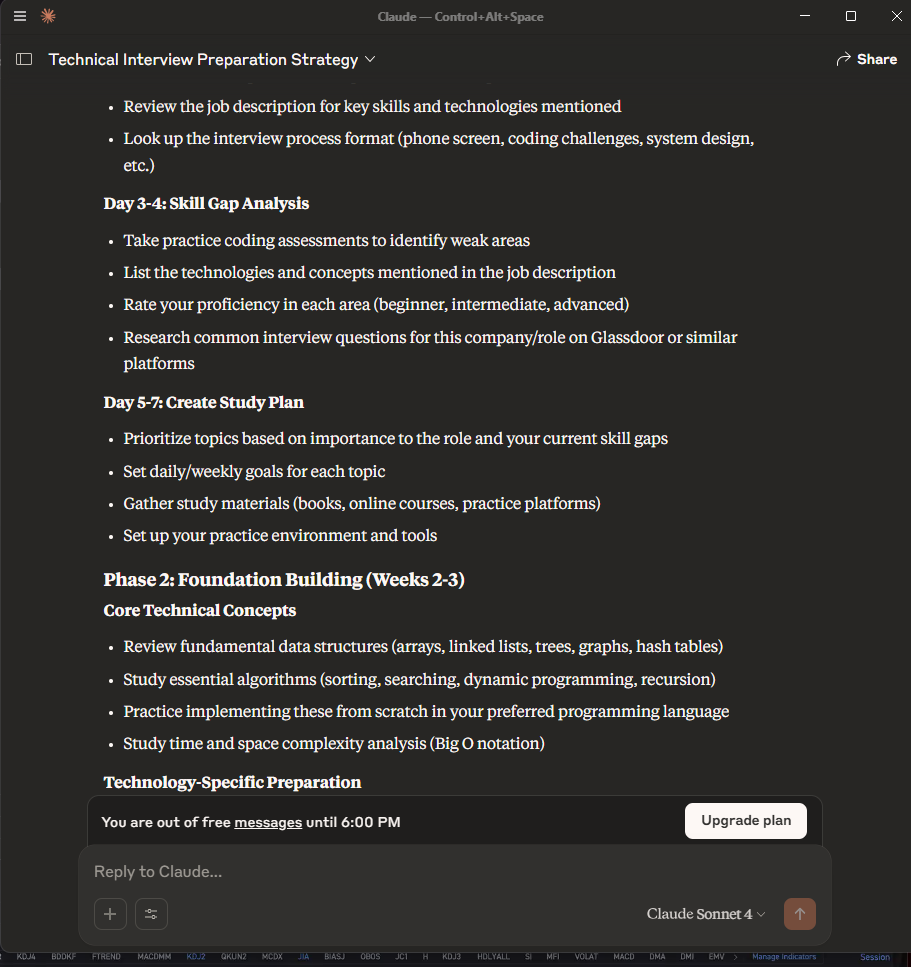 Claude — Control+Alt+Space
Technical Interview Preparation Strategy
Share
• Review the job description for key skills and technologies mentioned
• Look up the interview process format (phone screen, coding challenges, system design,
etc.)
Day 3-4: Skill Gap Analysis
• Take practice coding assessments to identify weak areas
• List the technologies and concepts mentioned in the job description
• Rate your proficiency in each area (beginner, intermediate, advanced)
• Research common interview questions for this company/role on Glassdoor or similar
platforms
Day 5-7: Create Study Plan
• Prioritize topics based on importance to the role and your current skill gaps
• Set daily/weekly goals for each topic
• Gather study materials (books, online courses, practice platforms)
• Set up your practice environment and tools
Phase 2: Foundation Building (Weeks 2-3)
Core Technical Concepts
• Review fundamental data structures (arrays, linked lists, trees, graphs, hash tables)
• Study essential algorithms (sorting, searching, dynamic programming, recursion)
• Practice implementing these from scratch in your preferred programming language
• Study time and space complexity analysis (Big O notation)
Technology-Specific Preparation
You are out of free messages until 6:00 PM
Upgrade plan
Reply to Claude...
Claude Sonnet 4
KDJ4 BDDKF FTREND MACDMM KDJ2 QKUN2 MCDX JIA BIASJ OBOS JC1 H KDJ3 HDLYALL SI MFI VOLAT MACD DMA DMI EMV > Manage Indicators Session